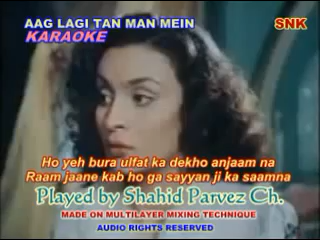 AAG LAGI TAN MAN MEIN
SNK
KARAOKE
Ho yeh bura ulfat ka dekho anjaam na
Raam jaane kab ho ga sayyan ji ka saamna
Played by Shahid Parvez Ch.
MADE ON MULTILAYER MIXING TECHNIQUE
AUDIO RIGHTS RESERVED